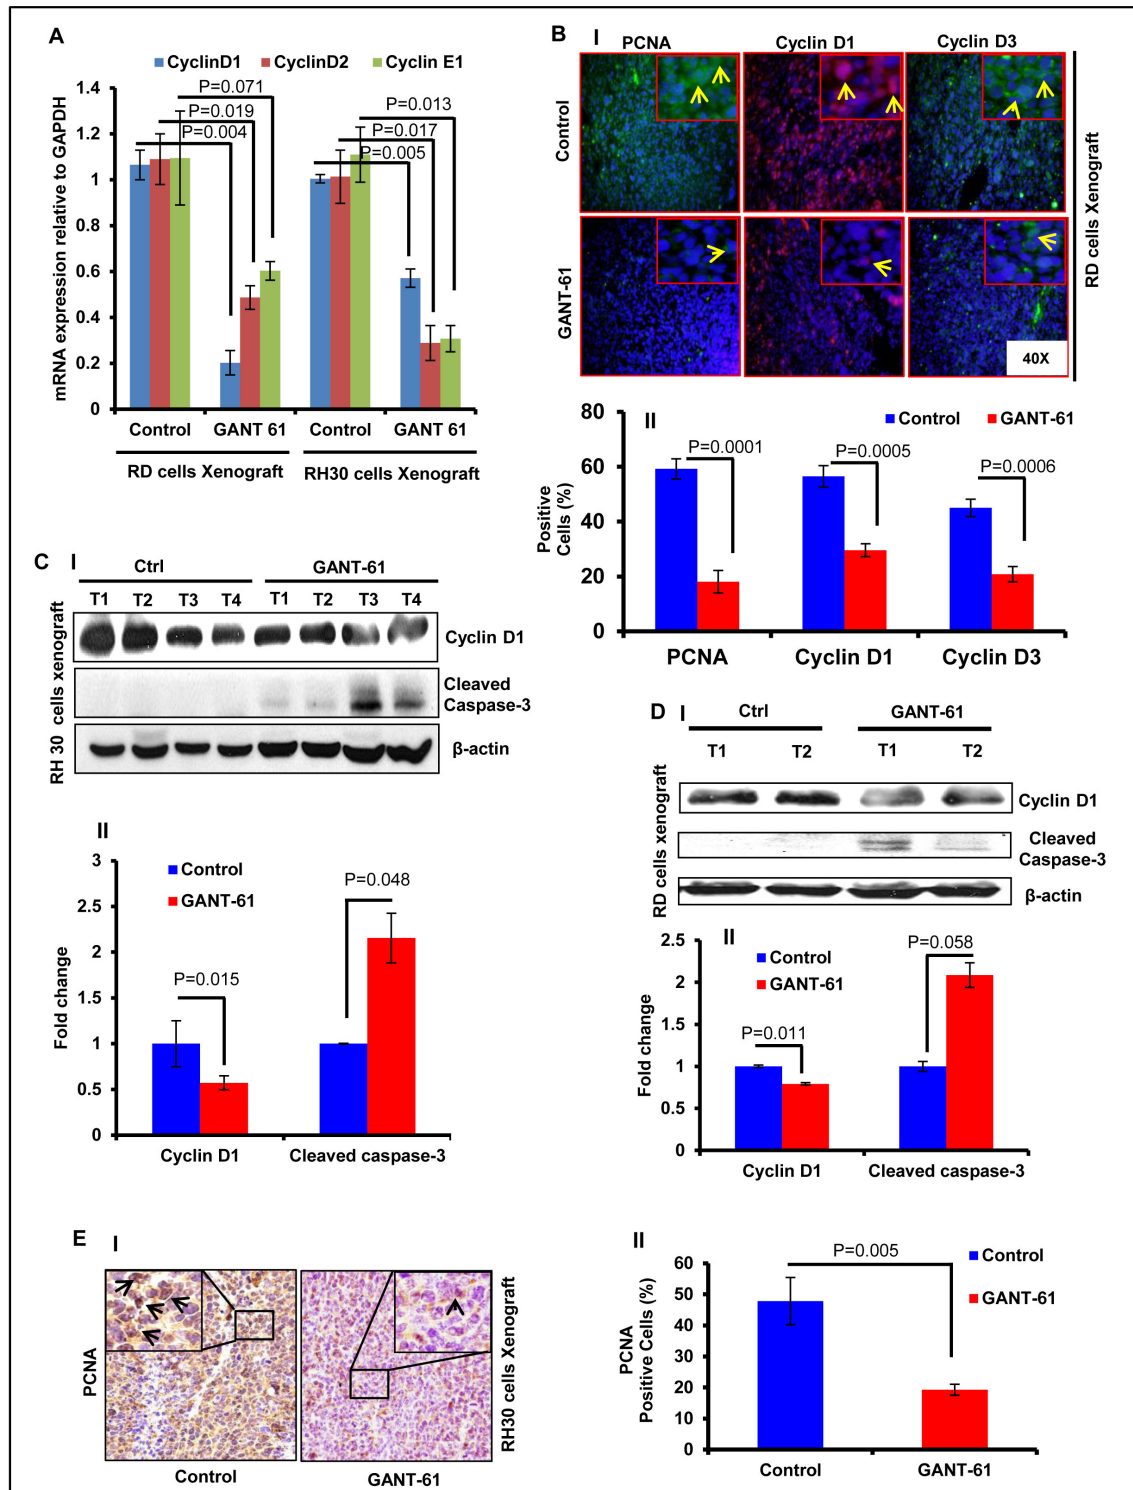 A
CyclinD1 CyclinD2 Cyclin E1
P=0.071
P=0.019
P=0.004
P=0.013
P=0.017
P=0.005
mRNA expression relative to GAPDH
1.4
1.2
1
0.8
0.6
0.4
0.2
0
Control GANT 61 Control GANT 61
RD cells Xenograft RH30 cells Xenograft
B I
PCNA Cyclin D1 Cyclin D3
Control
GANT-61
40X
RD cells Xenograft
II
Control GANT-61
P=0.0001
P=0.0005
P=0.0006
Positive
Cells (%)
80
60
40
20
0
PCNA Cyclin D1 Cyclin D3
C I
Ctrl GANT-61
T1 T2 T3 T4 T1 T2 T3 T4
Cyclin D1
Cleaved
Caspase-3
β-actin
RH 30 cells xenograft
II
Control
GANT-61
P=0.015
P=0.048
Fold change
3
2.5
2
1.5
1
0.5
0
Cyclin D1 Cleaved caspase-3
D I
Ctrl GANT-61
T1 T2 T1 T2
Cyclin D1
Cleaved
Caspase-3
β-actin
RD cells xenograft
II
Control
GANT-61
P=0.011
P=0.058
Fold change
2.5
2
1.5
1
0.5
0
Cyclin D1 Cleaved caspase-3
E I
PCNA
Control GANT-61
RH30 cells Xenograft
II
P=0.005
Control
GANT-61
PCNA
Positive Cells (%)
60
50
40
30
20
10
0
Control GANT-61